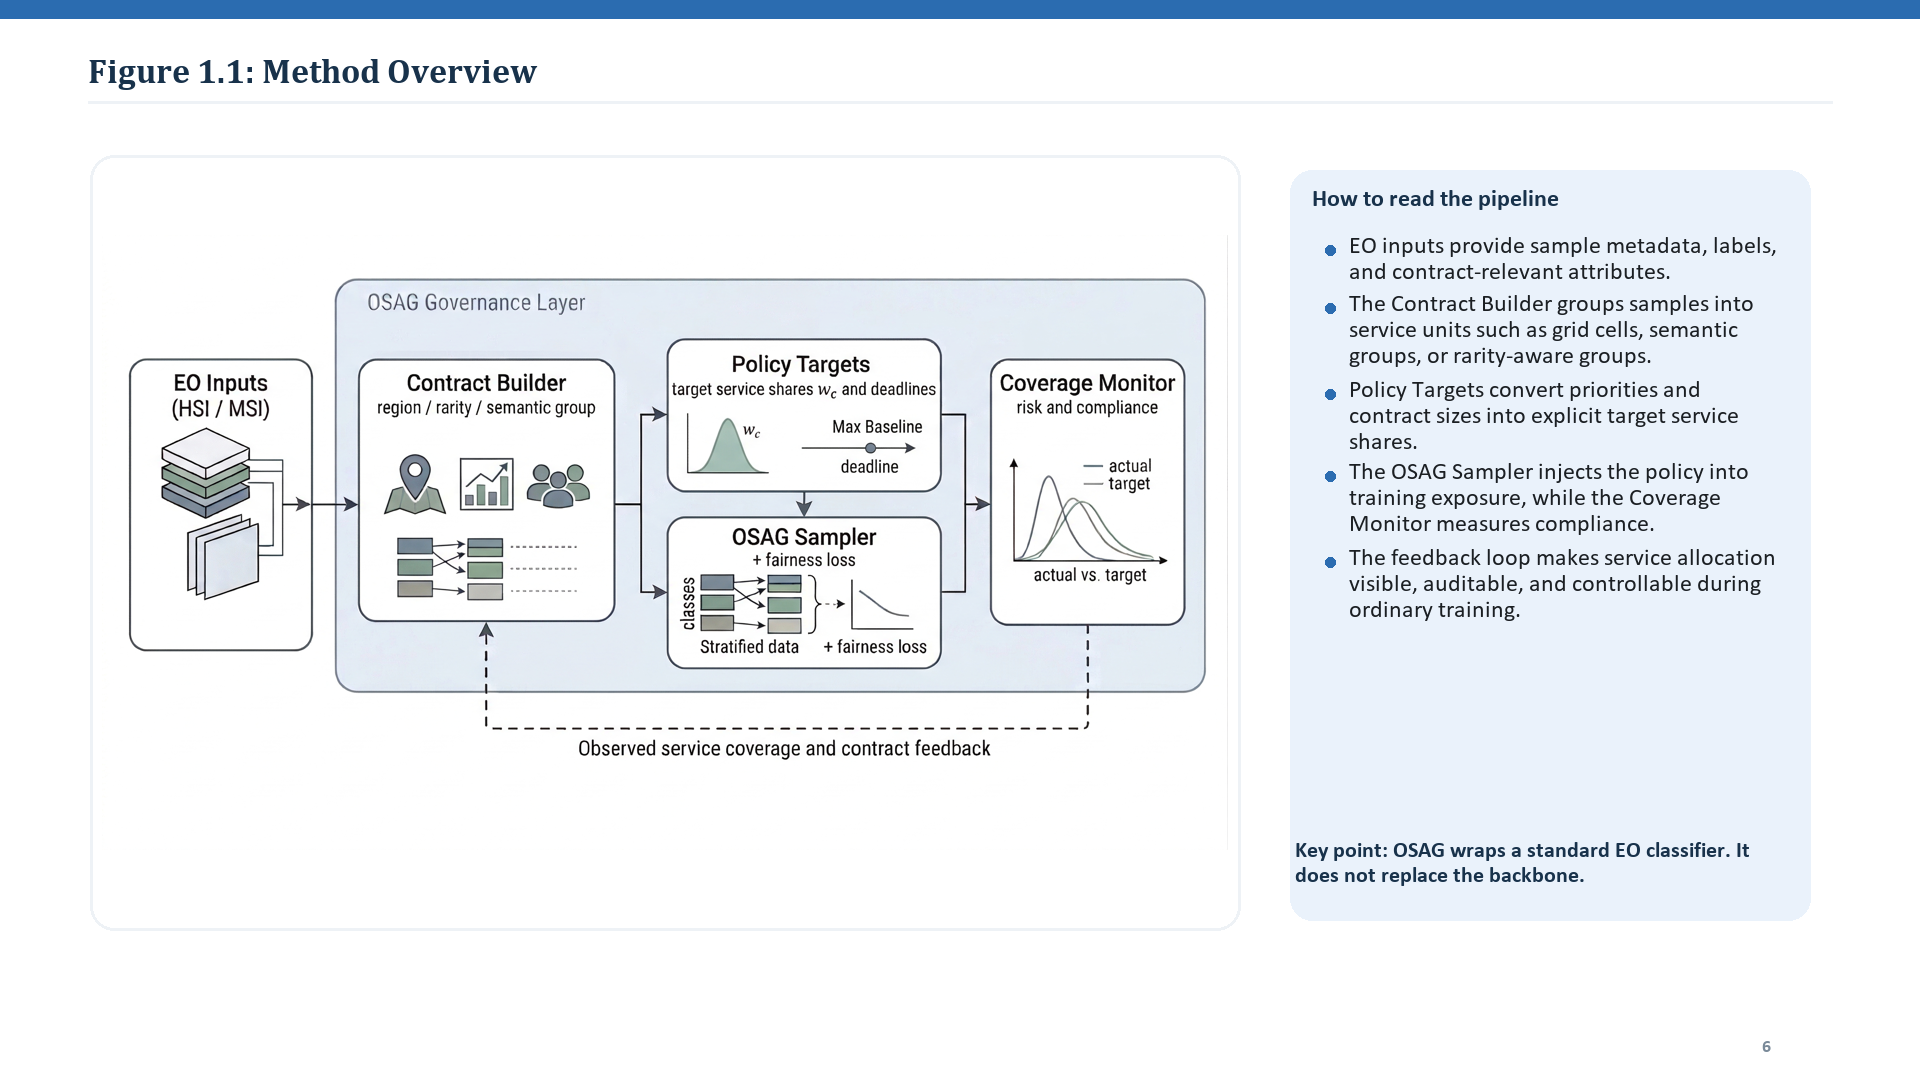 Figure 1.1: Method Overview
OSAG Governance Layer
EO Inputs
(HSI / MSI)
Contract Builder
region / rarity / semantic group
Policy Targets
target service shares w_c and deadlines
w_c
Max Baseline
deadline
OSAG Sampler
+ fairness loss
classes
Stratified data
+ fairness loss
Coverage Monitor
risk and compliance
actual
target
actual vs. target
Observed service coverage and contract feedback
How to read the pipeline
EO inputs provide sample metadata, labels,
and contract-relevant attributes.
The Contract Builder groups samples into
service units such as grid cells, semantic
groups, or rarity-aware groups.
Policy Targets convert priorities and
contract sizes into explicit target service
shares.
The OSAG Sampler injects the policy into
training exposure, while the Coverage
Monitor measures compliance.
The feedback loop makes service allocation
visible, auditable, and controllable during
ordinary training.
Key point: OSAG wraps a standard EO classifier. It
does not replace the backbone.
6